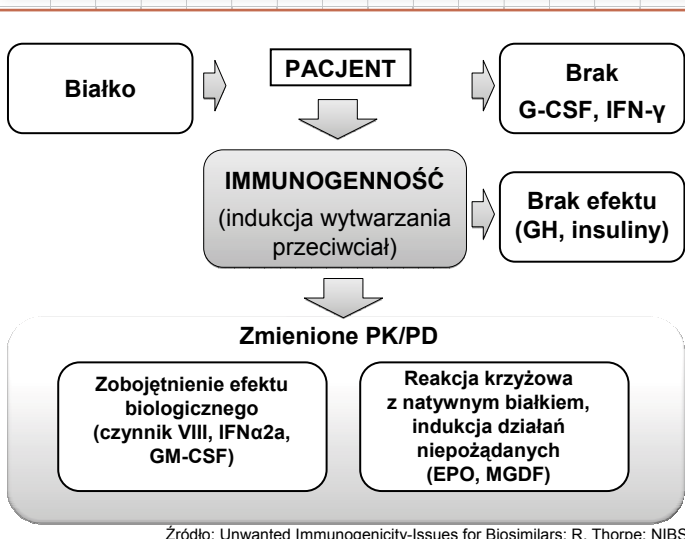 Białko
PACJENT
Brak
G-CSF, IFN-γ
IMMUNOGENNOŚĆ
(indukcja wytwarzania
przeciwciał)
Brak efektu
(GH, insuliny)
Zmienione PK/PD
Zobojętnienie efektu
biologicznego
(czynnik VIII, IFNα2a,
GM-CSF)
Reakcja krzyżowa
z natywnym białkiem,
indukcja działań
niepożądanych
(EPO, MGDF)
Źródło: Unwanted Immunogenicity-Issues for Biosimilars; R. Thorpe; NIBS